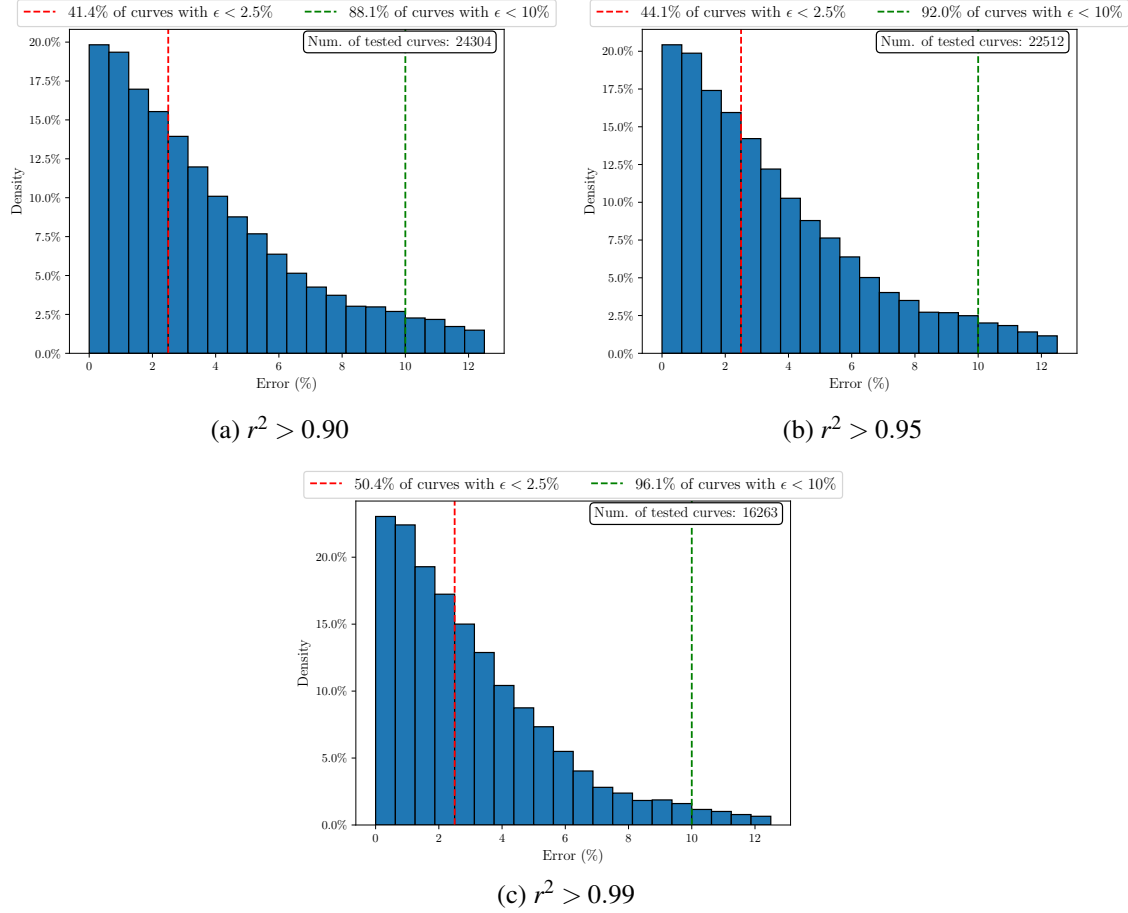 41.4% of curves with ϵ < 2.5% 88.1% of curves with ϵ < 10%
Num. of tested curves: 24304
20.0%
17.5%
15.0%
12.5%
10.0%
7.5%
5.0%
2.5%
0.0%
Density
0 2 4 6 8 10 12
Error (%)
(a) r² > 0.90
44.1% of curves with ϵ < 2.5% 92.0% of curves with ϵ < 10%
Num. of tested curves: 22512
20.0%
17.5%
15.0%
12.5%
10.0%
7.5%
5.0%
2.5%
0.0%
Density
0 2 4 6 8 10 12
Error (%)
(b) r² > 0.95
50.4% of curves with ϵ < 2.5% 96.1% of curves with ϵ < 10%
Num. of tested curves: 16263
20.0%
15.0%
10.0%
5.0%
0.0%
Density
0 2 4 6 8 10 12
Error (%)
(c) r² > 0.99